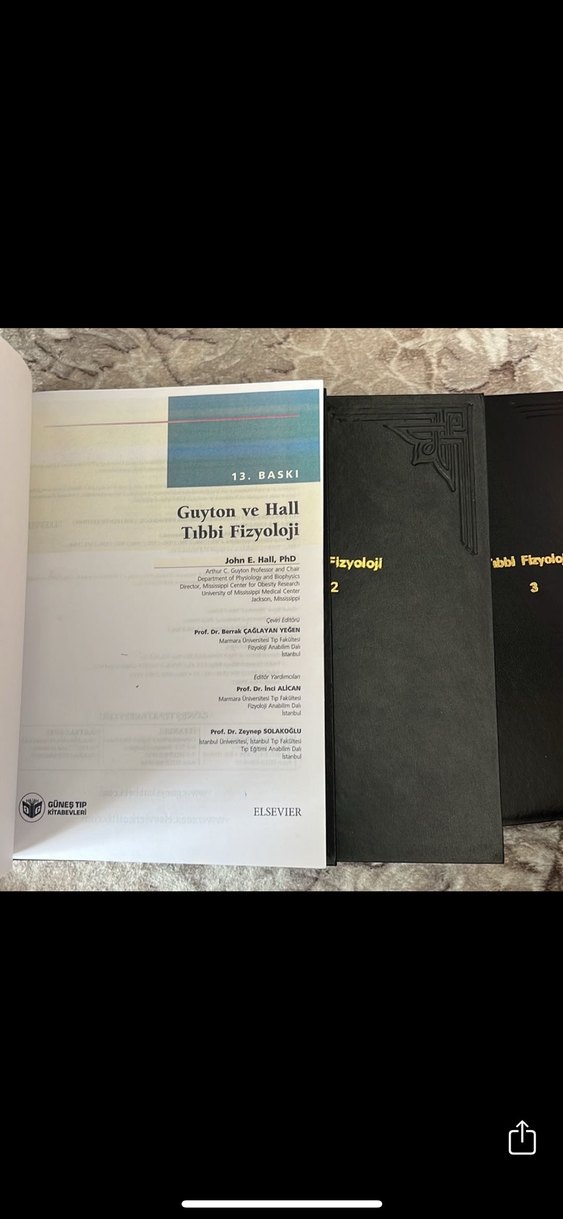 13. BASKI
Guyton ve Hall
Tıbbi Fizyoloji
John E. Hall, PhD
Arthur C. Guyton Professor and Chair
Department of Physiology and Biophysics
Director, Mississippi Center for Obesity Research
University of Mississippi Medical Center
Jackson, Mississippi
Çeviri Editörü
Prof. Dr. Berrak ÇAĞLAYAN YEĞEN
Marmara Üniversitesi Tıp Fakültesi
Fizyoloji Anabilim Dalı
İstanbul
Editör Yardımcıları
Prof. Dr. İnci ALİCAN
Marmara Üniversitesi Tıp Fakültesi
Fizyoloji Anabilim Dalı
İstanbul
Prof. Dr. Zeynep SOLAKOĞLU
İstanbul Üniversitesi, İstanbul Tıp Fakültesi
Tıp Eğitimi Anabilim Dalı
İstanbul
GÜNEŞ TIP
KİTABEVLERİ
ELSEVIER
Fizyoloji
2
Tıbbi Fizyoloj
3